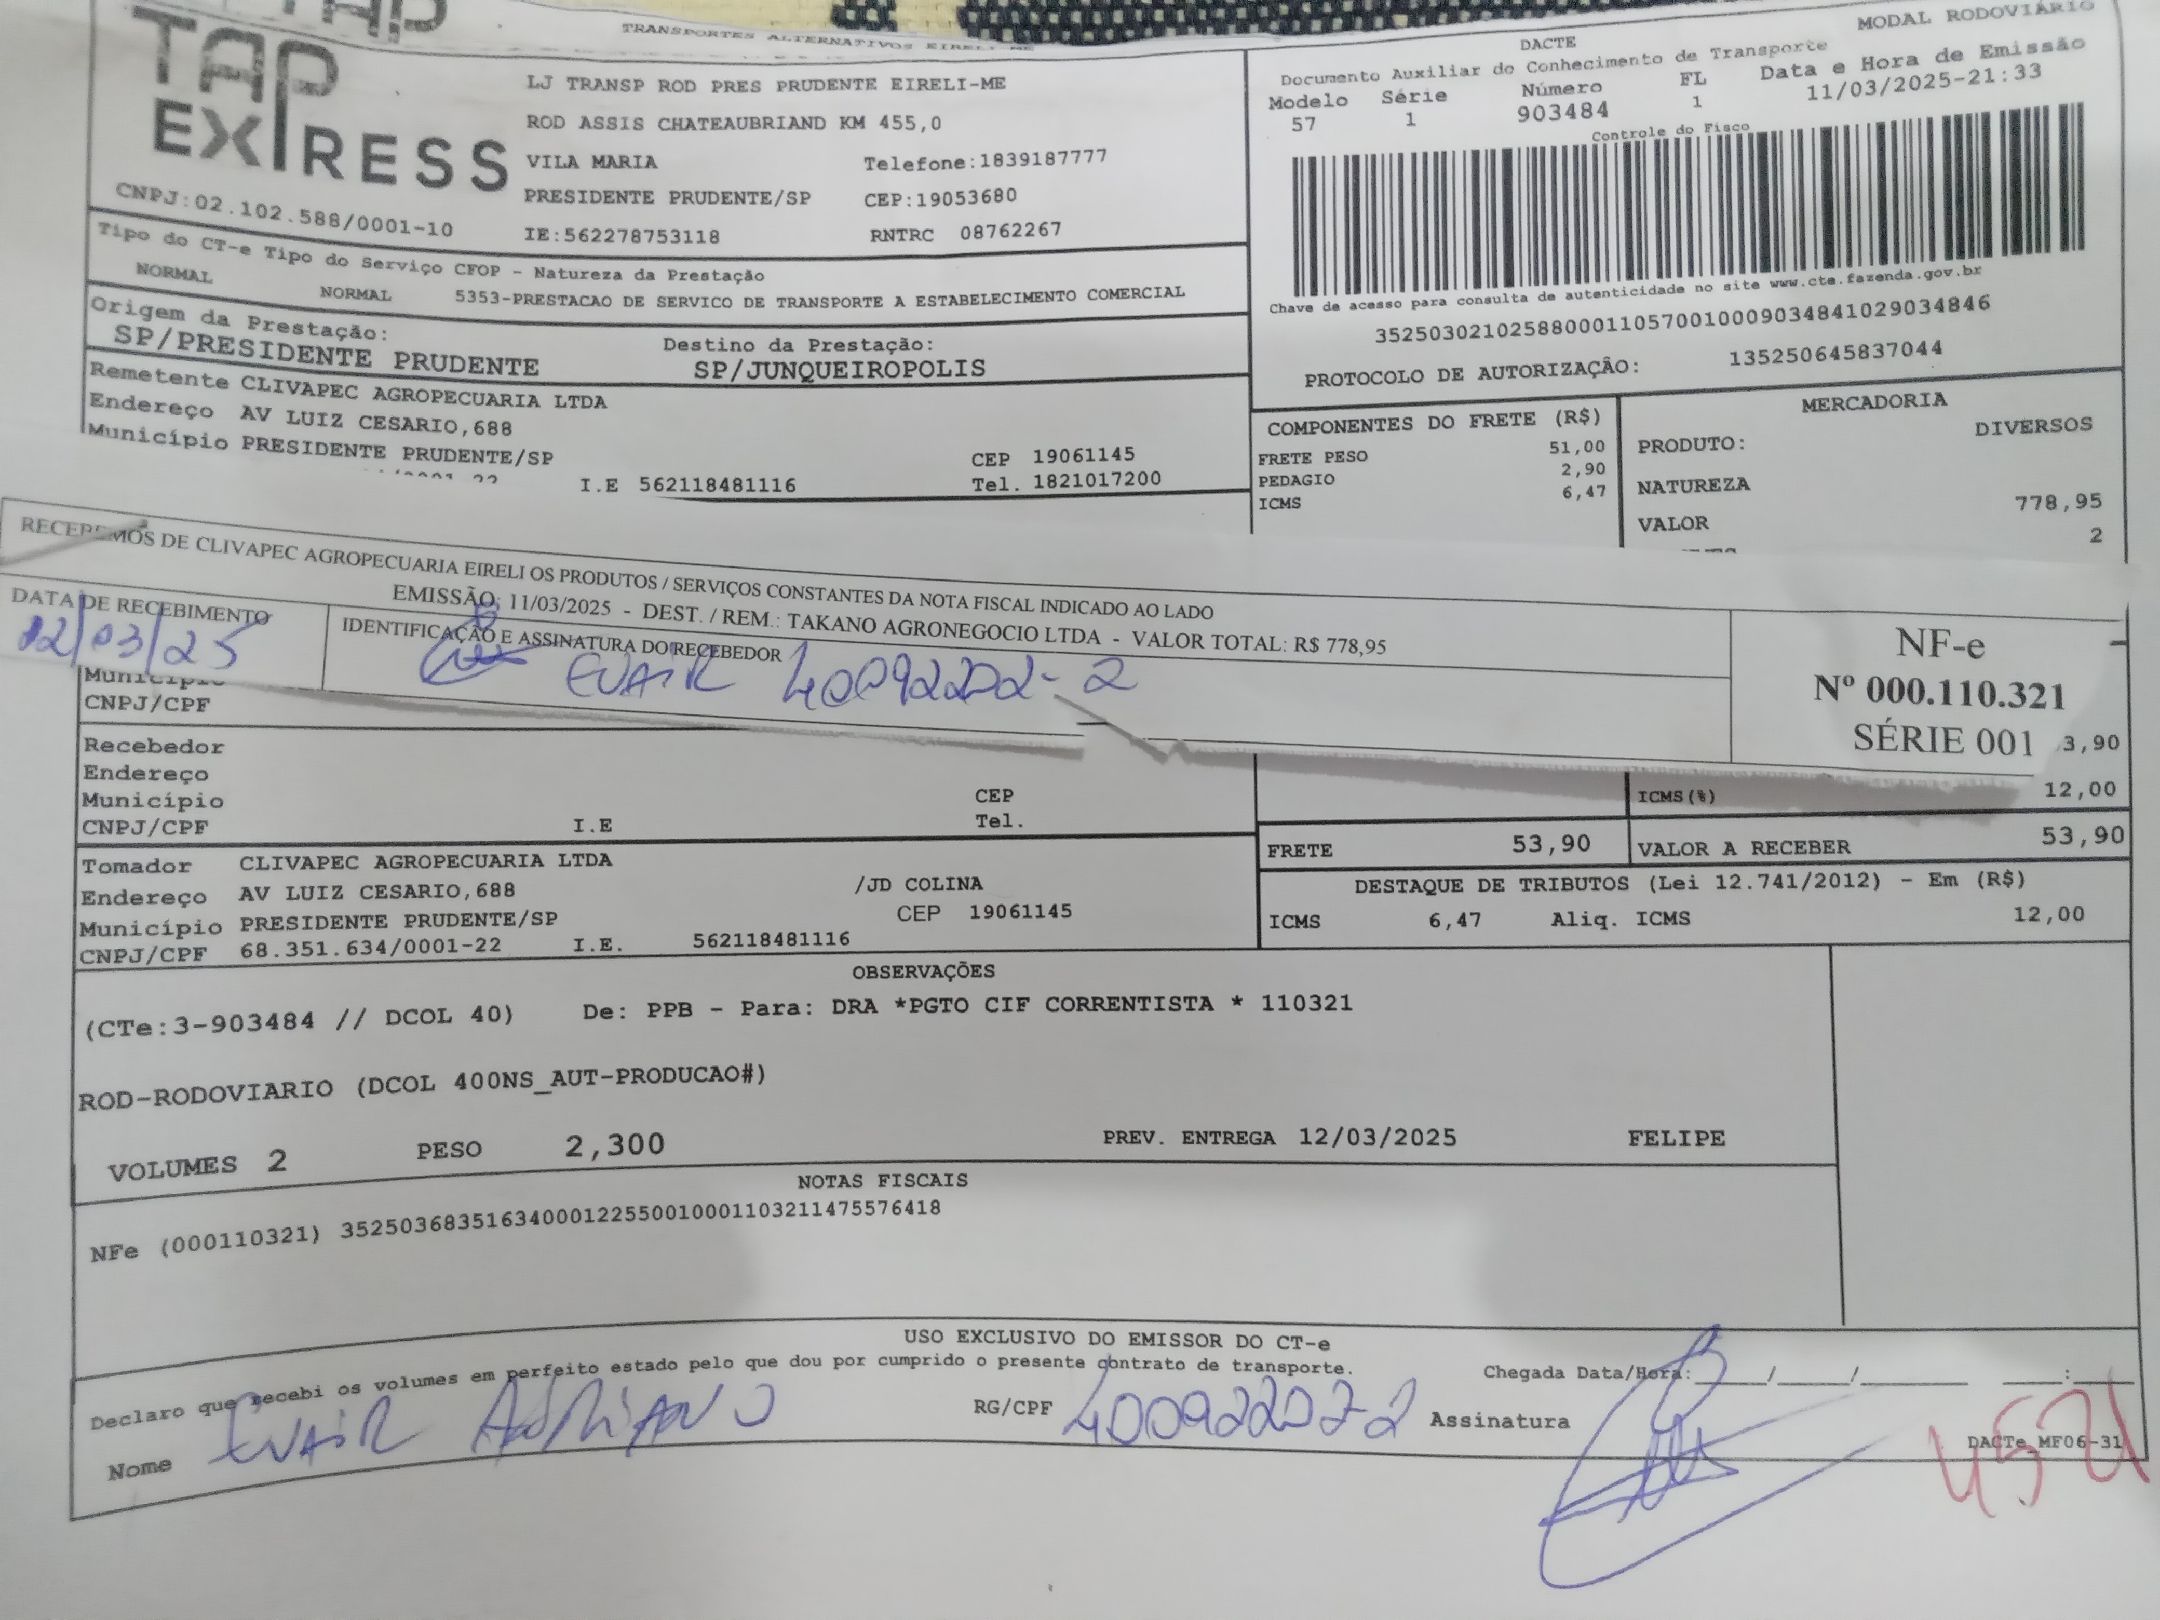 TAP
TRANSPORTES ALTERNATIVOS EIRELI ME
TAP EXPRESS
CNPJ:02.102.588/0001-10
LJ TRANSP ROD PRES PRUDENTE EIRELI-ME
ROD ASSIS CHATEAUBRIAND KM 455,0
VILA MARIA Telefone:1839187777
PRESIDENTE PRUDENTE/SP CEP:19053680
IE:562278753118 RNTRC 08762267
MODAL RODOVIÁRIO
DACTE
Documento Auxiliar do Conhecimento de Transporte
Modelo Série Número FL Data e Hora de Emissão
57 1 903484 1 11/03/2025-21:33
Controle do Fisco
Chave de acesso para consulta de autenticidade no site www.cte.fazenda.gov.br
35250302102588000110570010009034841029034846
PROTOCOLO DE AUTORIZAÇÃO: 135250645837044
Tipo do CT-e Tipo do Serviço CFOP - Natureza da Prestação
NORMAL NORMAL 5353-PRESTACAO DE SERVICO DE TRANSPORTE A ESTABELECIMENTO COMERCIAL
Origem da Prestação: Destino da Prestação:
SP/PRESIDENTE PRUDENTE SP/JUNQUEIROPOLIS
Remetente CLIVAPEC AGROPECUARIA LTDA
Endereço AV LUIZ CESARIO,688
Município PRESIDENTE PRUDENTE/SP CEP 19061145
I.E 562118481116 Tel. 1821017200
COMPONENTES DO FRETE (R$)
FRETE PESO 51,00
PEDAGIO 2,90
ICMS 6,47
MERCADORIA
PRODUTO: DIVERSOS
NATUREZA
VALOR 778,95
2
RECEBEMOS DE CLIVAPEC AGROPECUARIA EIRELI OS PRODUTOS / SERVIÇOS CONSTANTES DA NOTA FISCAL INDICADO AO LADO
EMISSÃO: 11/03/2025 - DEST. / REM.: TAKANO AGRONEGOCIO LTDA - VALOR TOTAL: R$ 778,95
DATA DE RECEBIMENTO IDENTIFICAÇÃO E ASSINATURA DO RECEBEDOR
12/03/25 EVAIR
NF-e
Nº 000.110.321
SÉRIE 001
3,90
Município
CNPJ/CPF
Recebedor
Endereço
Município CEP
CNPJ/CPF I.E Tel.
ICMS(%) 12,00
FRETE 53,90 VALOR A RECEBER 53,90
Tomador CLIVAPEC AGROPECUARIA LTDA
Endereço AV LUIZ CESARIO,688 /JD COLINA
Município PRESIDENTE PRUDENTE/SP CEP 19061145
CNPJ/CPF 68.351.634/0001-22 I.E. 562118481116
DESTAQUE DE TRIBUTOS (Lei 12.741/2012) - Em (R$)
ICMS 6,47 Aliq. ICMS 12,00
OBSERVAÇÕES
(CTe:3-903484 // DCOL 40) De: PPB - Para: DRA *PGTO CIF CORRENTISTA * 110321
ROD-RODOVIARIO (DCOL 400NS_AUT-PRODUCAO#)
VOLUMES 2 PESO 2,300 PREV. ENTREGA 12/03/2025 FELIPE
NOTAS FISCAIS
NFe (000110321) 35250368351634000122550010001103211475576418
USO EXCLUSIVO DO EMISSOR DO CT-e
Declaro que recebi os volumes em perfeito estado pelo que dou por cumprido o presente contrato de transporte.
Chegada Data/Hora:____/____/______ ___:___
Nome EVAIR ADRIANO RG/CPF Assinatura
DACTe_MF06-31